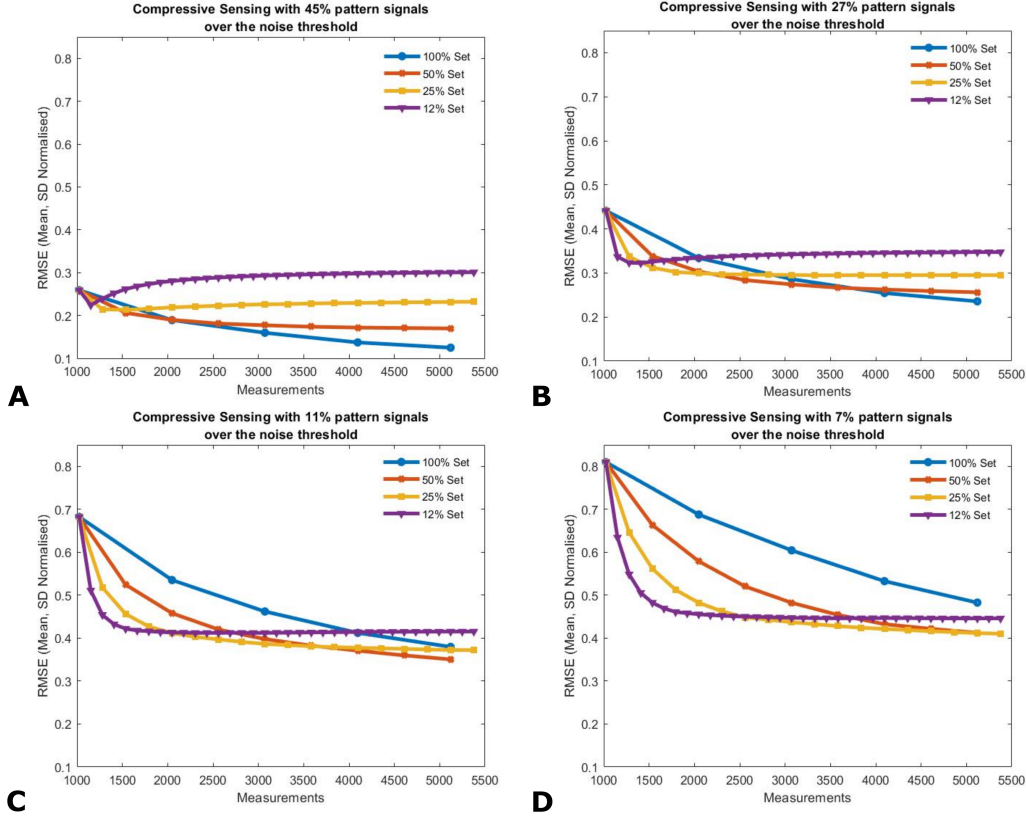 Compressive Sensing with 45% pattern signals
over the noise threshold
0.8
0.7
0.6
0.5
0.4
0.3
0.2
0.1
RMSE (Mean, SD Normalised)
100% Set
50% Set
25% Set
12% Set
1000 1500 2000 2500 3000 3500 4000 4500 5000 5500
Measurements
A
Compressive Sensing with 27% pattern signals
over the noise threshold
0.8
0.7
0.6
0.5
0.4
0.3
0.2
0.1
RMSE (Mean, SD Normalised)
100% Set
50% Set
25% Set
12% Set
1000 1500 2000 2500 3000 3500 4000 4500 5000 5500
Measurements
B
Compressive Sensing with 11% pattern signals
over the noise threshold
0.8
0.7
0.6
0.5
0.4
0.3
0.2
0.1
RMSE (Mean, SD Normalised)
100% Set
50% Set
25% Set
12% Set
1000 1500 2000 2500 3000 3500 4000 4500 5000 5500
Measurements
C
Compressive Sensing with 7% pattern signals
over the noise threshold
0.8
0.7
0.6
0.5
0.4
0.3
0.2
0.1
RMSE (Mean, SD Normalised)
100% Set
50% Set
25% Set
12% Set
1000 1500 2000 2500 3000 3500 4000 4500 5000 5500
Measurements
D